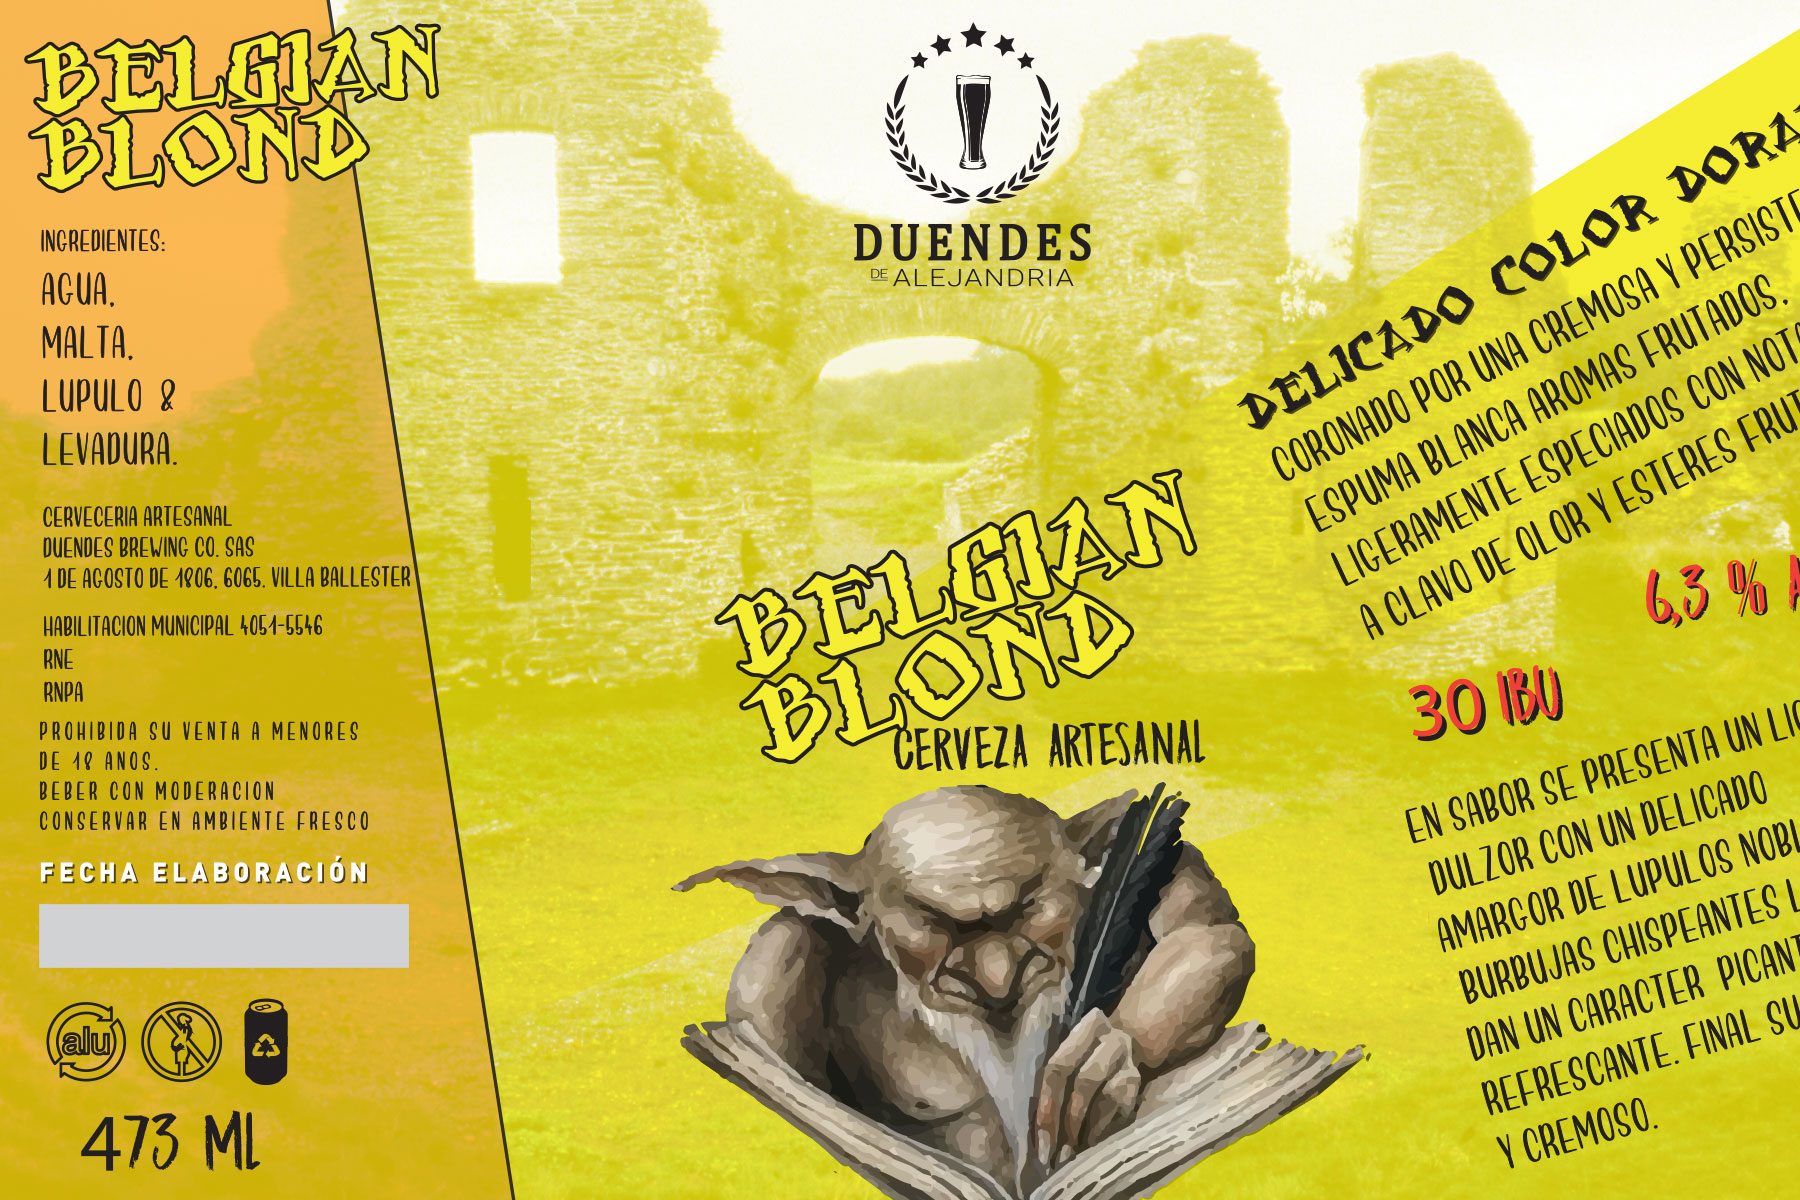 BELGIAN
BLOND
INGREDIENTES:
AGUA,
MALTA,
LUPULO &
LEVADURA.
CERVECERIA ARTESANAL
DUENDES BREWING CO. SAS
1 DE AGOSTO DE 1806, 6065. VILLA BALLESTER
HABILITACION MUNICIPAL 4051-5546
RNE
RNPA
PROHIBIDA SU VENTA A MENORES
DE 18 ANOS.
BEBER CON MODERACION
CONSERVAR EN AMBIENTE FRESCO
FECHA ELABORACIÓN
alu
473 ML
DUENDES
DE ALEJANDRIA
BELGIAN
BLOND
CERVEZA ARTESANAL
DELICADO COLOR
CORONADO POR UNA CREMOSA Y
ESPUMA BLANCA AROMAS FRUTADOS.
LIGERAMENTE ESPECIADOS CON
A CLAVO DE OLOR Y ESTERES
6,3 %
30 IBU
EN SABOR SE PRESENTA UN
DULZOR CON UN DELICADO
AMARGOR DE LUPULOS
BURBUJAS CHISPEANTES
DAN UN CARACTER
REFRESCANTE. FINAL
Y CREMOSO.